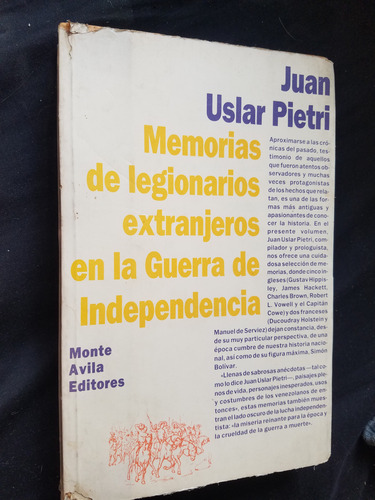 Juan
Uslar Pietri
Memorias
de legionarios
extranjeros
en la Guerra de
Independencia
Aproximarse a las cró-
nicas del pasado, tes-
timonio de aquellos
que fueron atentos ob-
servadores y muchas
veces protagonistas
de los hechos que rela-
tan, es una de las for-
mas más antiguas y
apasionantes de cono-
cer la historia. En el
presente volumen,
Juan Uslar Pietri, com-
pilador y prologuista,
nos ofrece una cuida-
dosa selección de me-
morias, donde cinco in-
gleses (Gustav Hippis-
ley, James Hackett,
Charles Brown, Robert
L. Vowell y el Capitán
Cowe) y dos franceses
(Ducoudray Holstein y
Manuel de Serviez) dejan constancia, des-
de su muy particular perspectiva, de una
época cumbre de nuestra historia nacio-
nal, así como de su figura máxima, Simón
Bolívar.
«Llenas de sabrosas anécdotas —tal co-
mo lo dice Juan Uslar Pietri—, paisajes ple-
nos de vida, personajes inesperados, usos
y costumbres de los venezolanos de en-
tonces», estas memorias también mues-
tran el lado oscuro de la lucha independen-
tista: «la miseria reinante para la época y
la crueldad de la guerra a muerte».
Monte
Avila
Editores